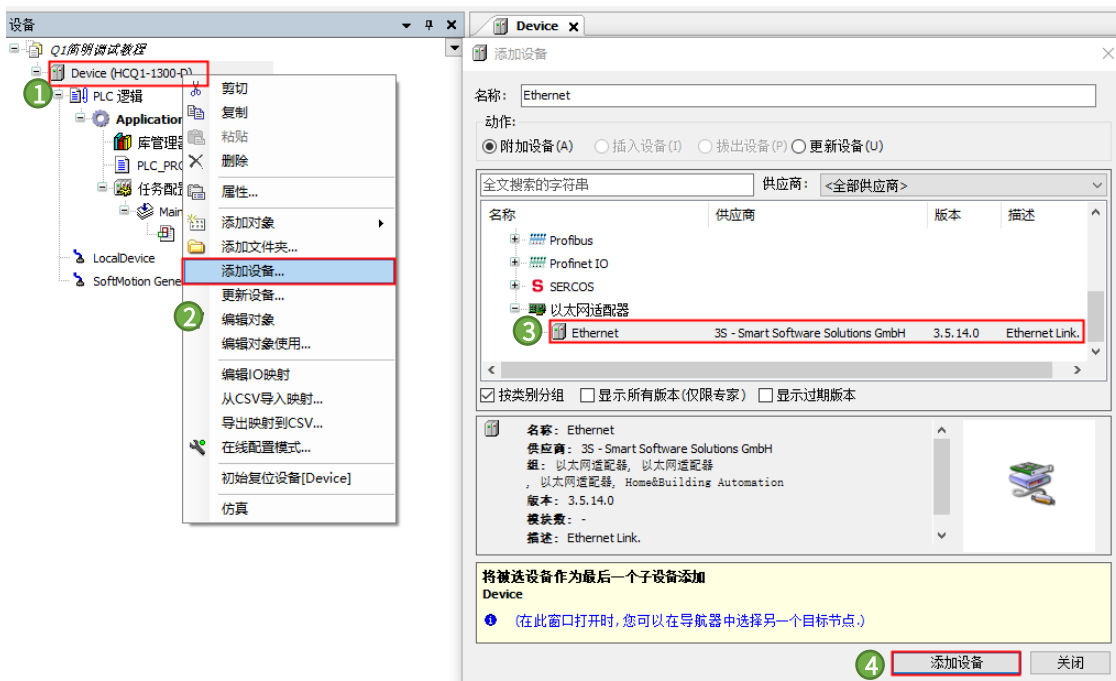 设备
Q1简明调试教程
Device (HCQ1-1300-D)
PLC 逻辑
Application
库管理器
PLC_PRG
任务配置
Main
LocalDevice
SoftMotion Gene
1
2
剪切
复制
粘贴
删除
属性...
添加对象
添加文件夹...
添加设备...
更新设备...
编辑对象
编辑对象使用...
编辑IO映射
从CSV导入映射...
导出映射到CSV...
在线配置模式...
初始复位设备[Device]
仿真
Device
添加设备
名称: Ethernet
动作:
附加设备(A) 插入设备(I) 拔出设备(P) 更新设备(U)
全文搜索的字符串 供应商: <全部供应商>
名称 供应商 版本 描述
Profibus
Profinet IO
SERCOS
以太网适配器
3 Ethernet 3S - Smart Software Solutions GmbH 3.5.14.0 Ethernet Link.
按类别分组 显示所有版本(仅限专家) 显示过期版本
名称: Ethernet
供应商: 3S - Smart Software Solutions GmbH
组: 以太网适配器, 以太网适配器
, 以太网适配器, Home&Building Automation
版本: 3.5.14.0
模块数: -
描述: Ethernet Link.
将被选设备作为最后一个子设备添加
Device
(在此窗口打开时,您可以在导航器中选择另一个目标节点.)
4 添加设备 关闭